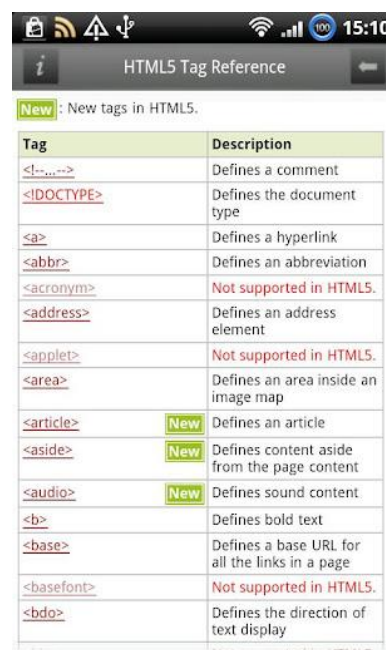 100 15:10
i HTML5 Tag Reference
New : New tags in HTML5.
Tag Description
<!--...--> Defines a comment
<!DOCTYPE> Defines the document
type
<a> Defines a hyperlink
<abbr> Defines an abbreviation
<acronym> Not supported in HTML5.
<address> Defines an address
element
<applet> Not supported in HTML5.
<area> Defines an area inside an
image map
<article> New Defines an article
<aside> New Defines content aside
from the page content
<audio> New Defines sound content
<b> Defines bold text
<base> Defines a base URL for
all the links in a page
<basefont> Not supported in HTML5.
<bdo> Defines the direction of
text display